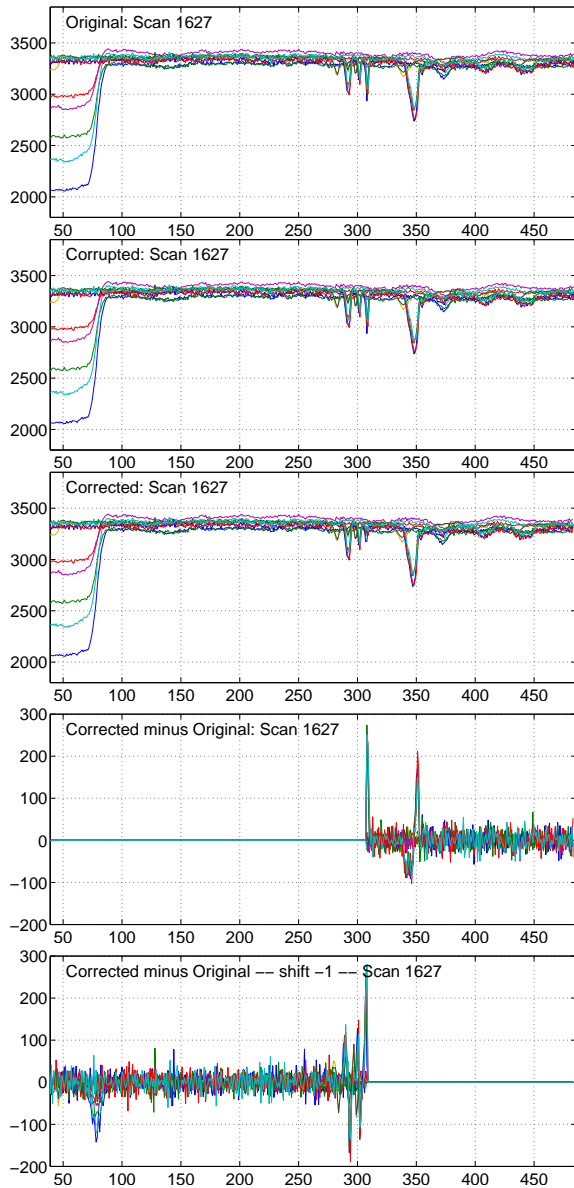 Original: Scan 1627
3500
3000
2500
2000
50 100 150 200 250 300 350 400 450
Corrupted: Scan 1627
3500
3000
2500
2000
50 100 150 200 250 300 350 400 450
Corrected: Scan 1627
3500
3000
2500
2000
50 100 150 200 250 300 350 400 450
300
Corrected minus Original: Scan 1627
200
100
0
−100
−200
50 100 150 200 250 300 350 400 450
300
Corrected minus Original −− shift −1 −− Scan 1627
200
100
0
−100
−200
50 100 150 200 250 300 350 400 450